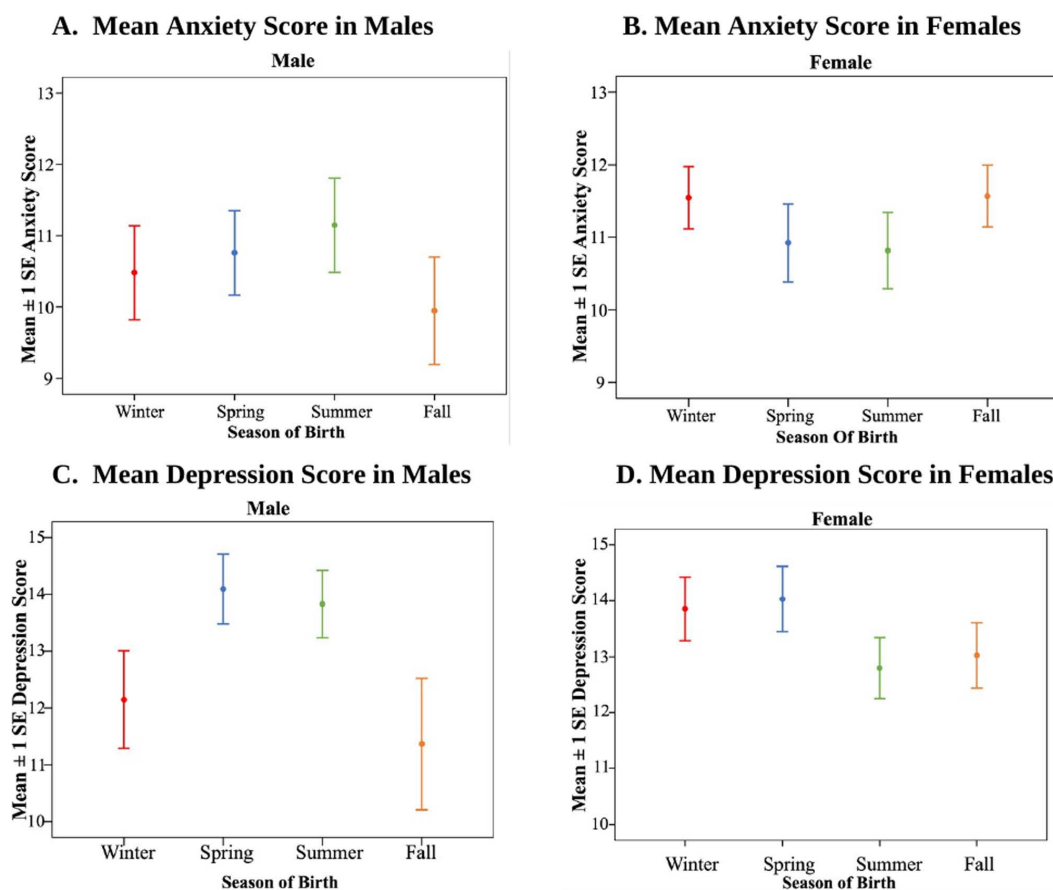 A. Mean Anxiety Score in Males
Male
Mean ± 1 SE Anxiety Score
13
12
11
10
9
Winter Spring Summer Fall
Season of Birth
B. Mean Anxiety Score in Females
Female
Mean ± 1 SE Anxiety Score
13
12
11
10
9
Winter Spring Summer Fall
Season Of Birth
C. Mean Depression Score in Males
Male
Mean ± 1 SE Depression Score
15
14
13
12
11
10
Winter Spring Summer Fall
Season of Birth
D. Mean Depression Score in Females
Female
Mean ± 1 SE Depression Score
15
14
13
12
11
10
Winter Spring Summer Fall
Season of Birth